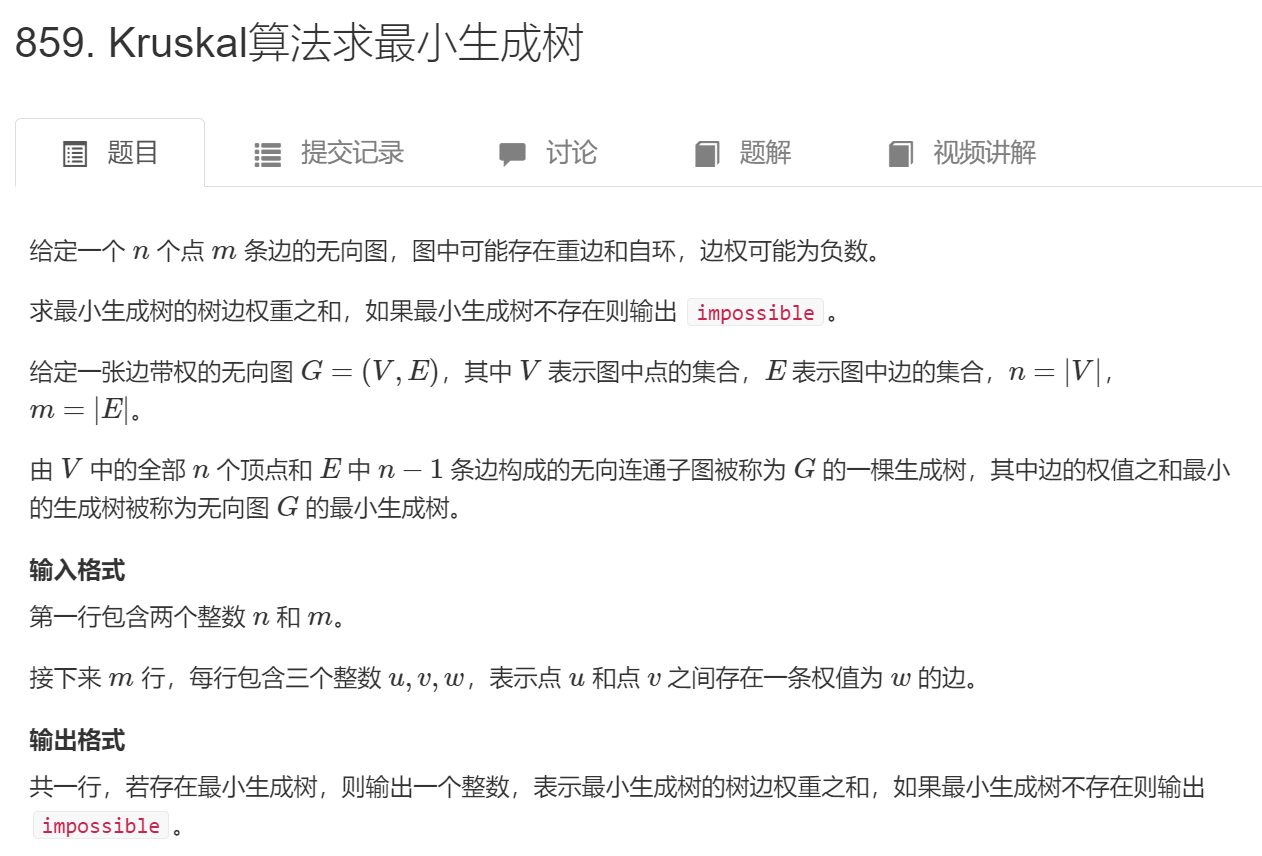 859. Kruskal算法求最小生成树
题目 提交记录 讨论 题解 视频讲解
给定一个 n 个点 m 条边的无向图，图中可能存在重边和自环，边权可能为负数。
求最小生成树的树边权重之和，如果最小生成树不存在则输出 impossible 。
给定一张边带权的无向图 G = (V, E)，其中 V 表示图中点的集合，E 表示图中边的集合，n = |V|，
m = |E|。
由 V 中的全部 n 个顶点和 E 中 n − 1 条边构成的无向连通子图被称为 G 的一棵生成树，其中边的权值之和最小
的生成树被称为无向图 G 的最小生成树。
输入格式
第一行包含两个整数 n 和 m。
接下来 m 行，每行包含三个整数 u, v, w，表示点 u 和点 v 之间存在一条权值为 w 的边。
输出格式
共一行，若存在最小生成树，则输出一个整数，表示最小生成树的树边权重之和，如果最小生成树不存在则输出
impossible 。